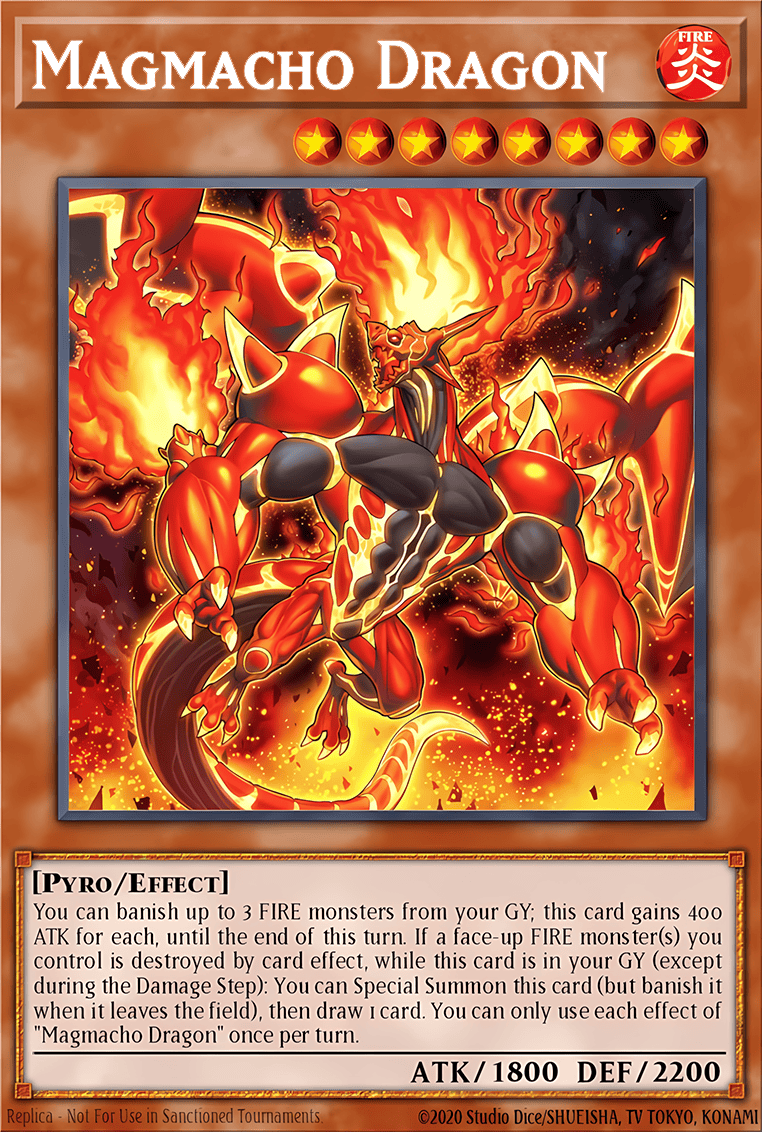 Magmacho Dragon
FIRE
炎
[Pyro/Effect]
You can banish up to 3 FIRE monsters from your GY; this card gains 400
ATK for each, until the end of this turn. If a face-up FIRE monster(s) you
control is destroyed by card effect, while this card is in your GY (except
during the Damage Step): You can Special Summon this card (but banish it
when it leaves the field), then draw 1 card. You can only use each effect of
"Magmacho Dragon" once per turn.
ATK/1800 DEF/2200
Replica - Not For Use in Sanctioned Tournaments.
©2020 Studio Dice/SHUEISHA, TV TOKYO, KONAMI